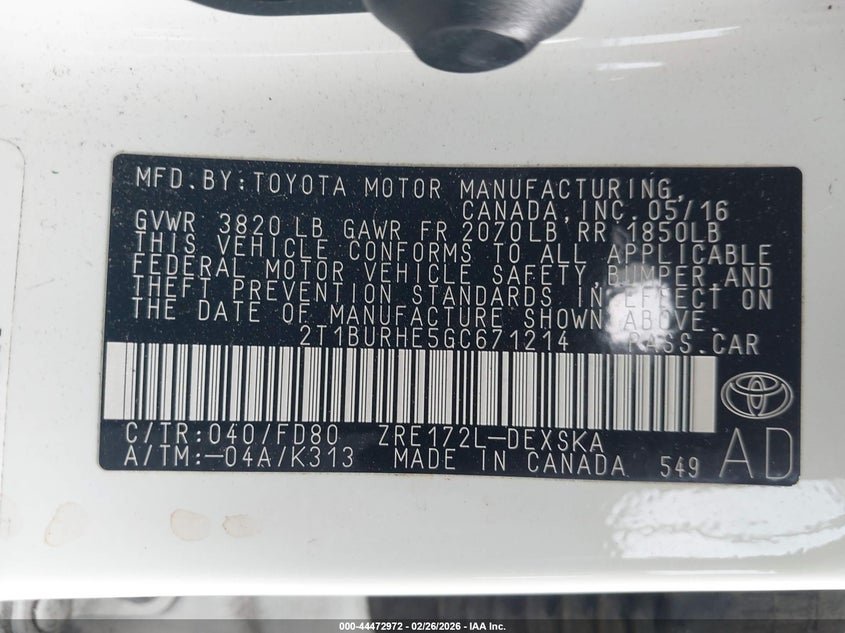 MFD.BY:TOYOTA MOTOR MANUFACTURING,
CANADA, INC. 05/16
GVWR 3820 LB GAWR FR 2070LB RR 1850LB
THIS VEHICLE CONFORMS TO ALL APPLICABLE
FEDERAL MOTOR VEHICLE SAFETY, BUMPER, AND
THEFT PREVENTION STANDARDS IN EFFECT ON
THE DATE OF MANUFACTURE SHOWN ABOVE.
2T1BURHE5GC671214 PASS.CAR
C/TR:040/FD80 ZRE172L-DEXSKA
A/TM:-04A/K313 MADE IN CANADA 549
AD
000-44472972 | 02/26/2026 - IAA Inc.